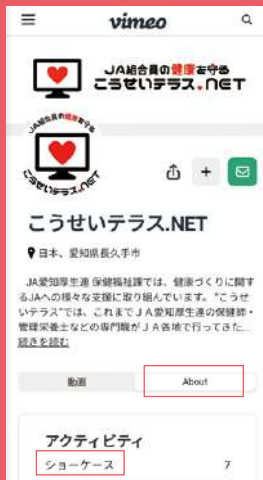 vimeo
JA組合員の健康を守る
こうせいテラス.NET
JA組合員の健康を守る
こうせいテラス.NET
こうせいテラス.NET
日本、愛知県長久手市
JA愛知厚生連 保健福祉課では、健康づくりに関す
るJAへの様々な支援に取り組んでいます。"こうせ
いテラス"では、これまでJA愛知厚生連の保健師・
管理栄養士などの専門職がJA各地で行ってきた...
続きを読む
動画 About
アクティビティ
ショーケース 7